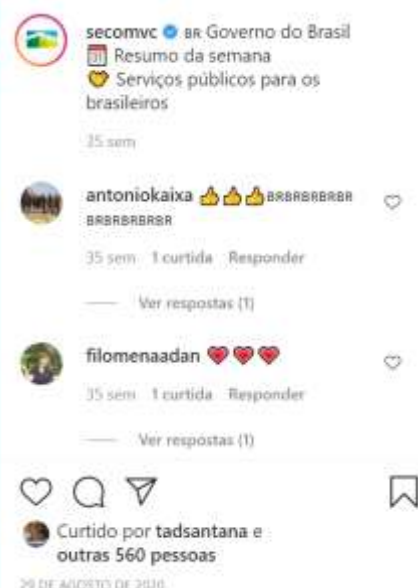 secomvc BR Governo do Brasil
Resumo da semana
Serviços públicos para os
brasileiros
35 sem
antoniokaixa 👍👍👍BRBRBRBRBR
BRBRBRBRBR
35 sem 1 curtida Responder
Ver respostas (1)
filomenaadan ❤❤❤
35 sem 1 curtida Responder
Ver respostas (1)
Curtido por tadsantana e
outras 560 pessoas
29 DE AGOSTO DE 2020